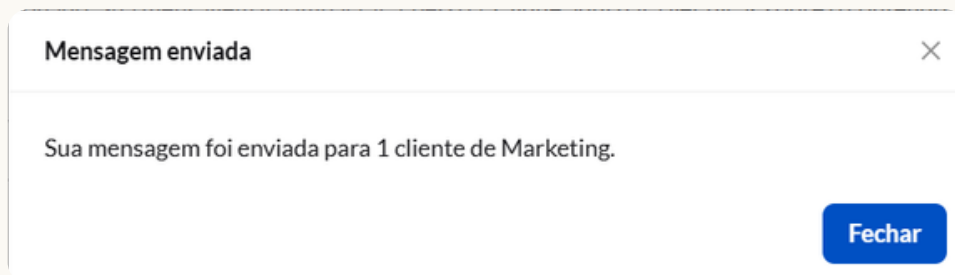 Mensagem enviada
Sua mensagem foi enviada para 1 cliente de Marketing.
Fechar